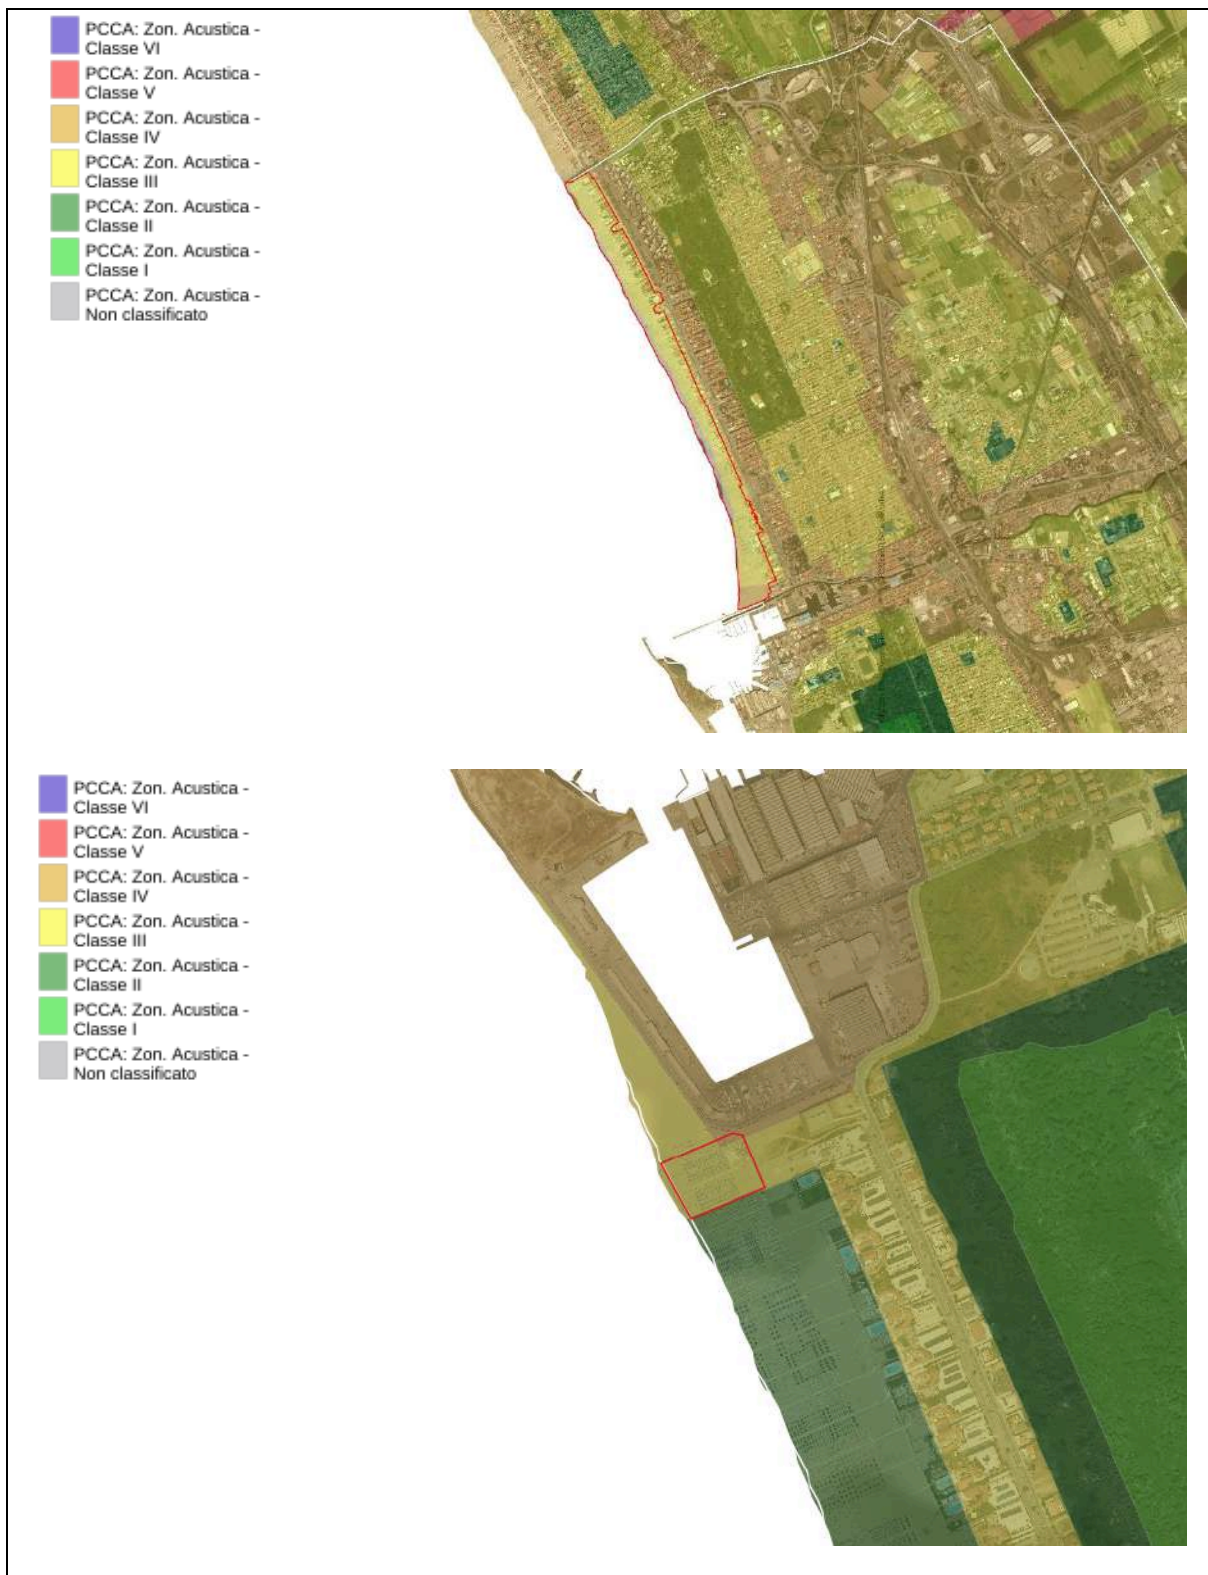 PCCA: Zon. Acustica -
Classe VI
PCCA: Zon. Acustica -
Classe V
PCCA: Zon. Acustica -
Classe IV
PCCA: Zon. Acustica -
Classe III
PCCA: Zon. Acustica -
Classe II
PCCA: Zon. Acustica -
Classe I
PCCA: Zon. Acustica -
Non classificato
PCCA: Zon. Acustica -
Classe VI
PCCA: Zon. Acustica -
Classe V
PCCA: Zon. Acustica -
Classe IV
PCCA: Zon. Acustica -
Classe III
PCCA: Zon. Acustica -
Classe II
PCCA: Zon. Acustica -
Classe I
PCCA: Zon. Acustica -
Non classificato